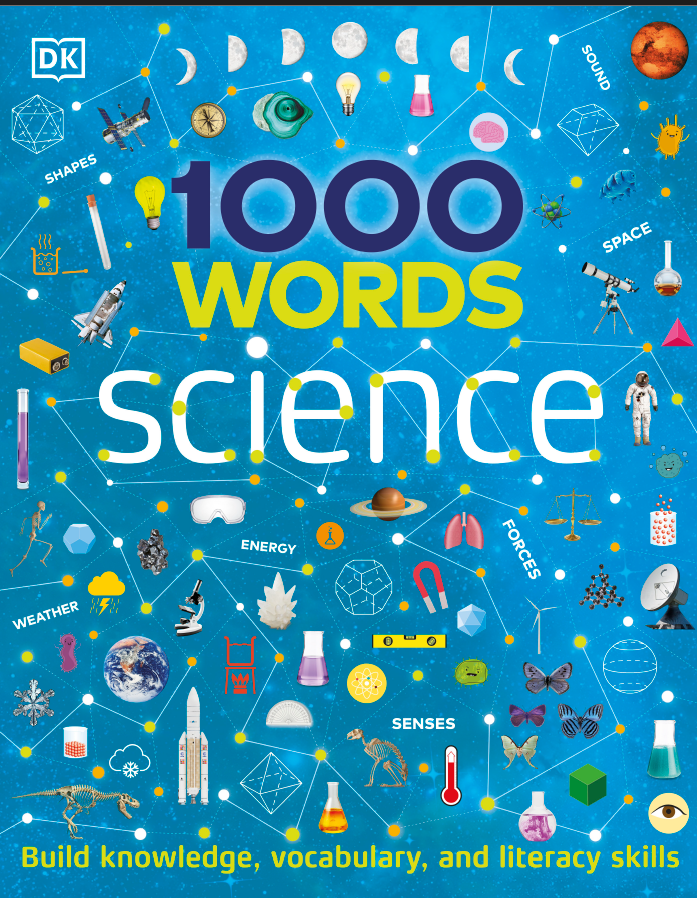 DK
SOUND
SHAPES
1000
WORDS
SPACE
science
ENERGY
FORCES
WEATHER
SENSES
Build knowledge, vocabulary, and literacy skills